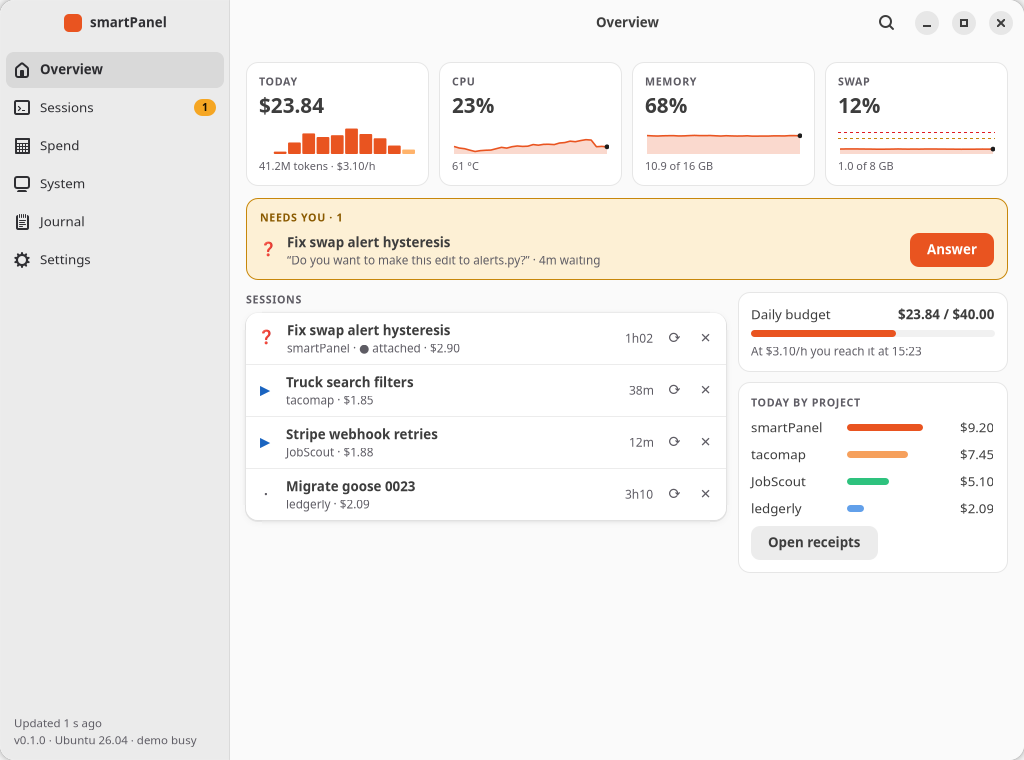 smartPanel
Overview
Overview
Sessions 1
Spend
System
Journal
Settings
TODAY
$23.84
41.2M tokens · $3.10/h
CPU
23%
61 °C
MEMORY
68%
10.9 of 16 GB
SWAP
12%
1.0 of 8 GB
NEEDS YOU · 1
❓ Fix swap alert hysteresis
“Do you want to make this edit to alerts.py?” · 4m waiting
Answer
SESSIONS
❓ Fix swap alert hysteresis
smartPanel · ● attached · $2.90
1h02 ⟳ ✕
▶ Truck search filters
tacomap · $1.85
38m ⟳ ✕
▶ Stripe webhook retries
JobScout · $1.88
12m ⟳ ✕
· Migrate goose 0023
ledgerly · $2.09
3h10 ⟳ ✕
Daily budget $23.84 / $40.00
At $3.10/h you reach it at 15:23
TODAY BY PROJECT
smartPanel $9.20
tacomap $7.45
JobScout $5.10
ledgerly $2.09
Open receipts
Updated 1 s ago
v0.1.0 · Ubuntu 26.04 · demo busy